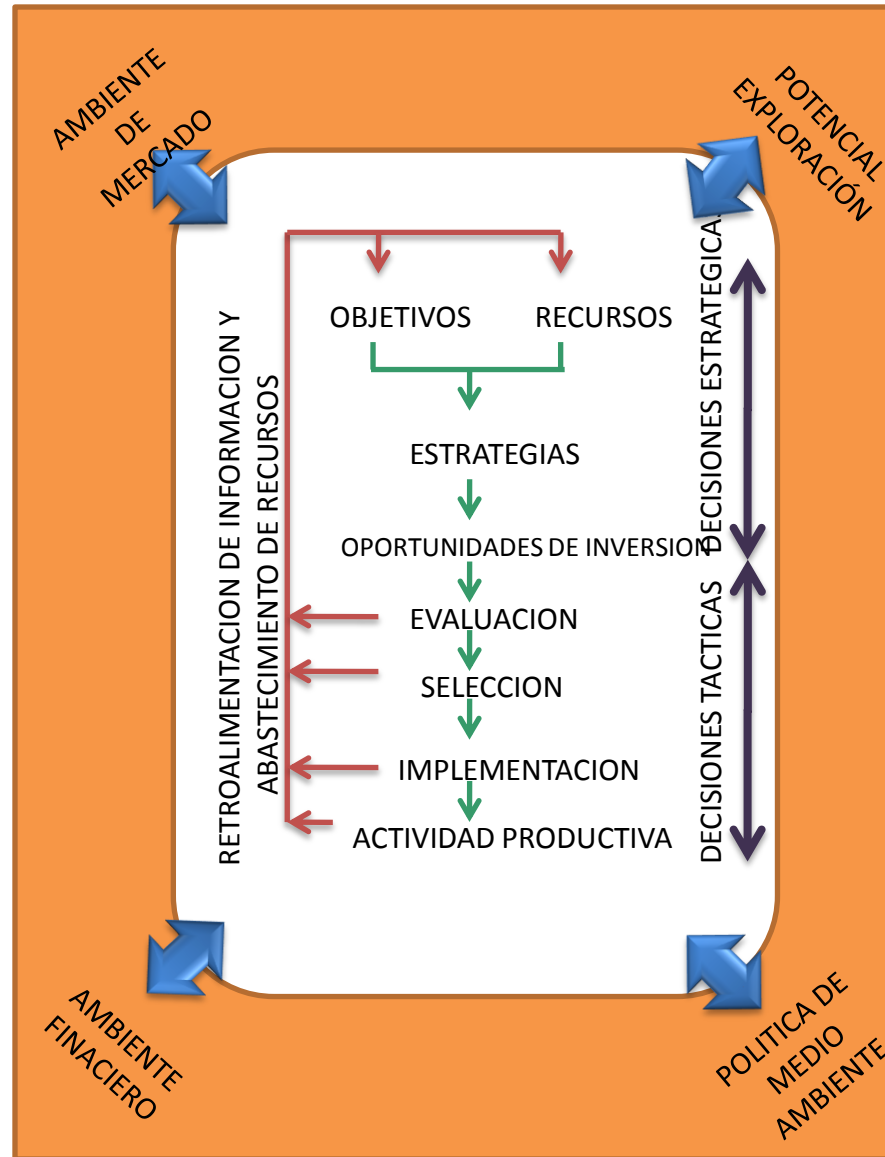 AMBIENTE
DE
MERCADO
POTENCIAL
EXPLORACIÓN
RETROALIMENTACION DE INFORMACION Y
ABASTECIMIENTO DE RECURSOS
OBJETIVOS
RECURSOS
ESTRATEGIAS
OPORTUNIDADES DE INVERSION
EVALUACION
SELECCION
IMPLEMENTACION
ACTIVIDAD PRODUCTIVA
DECISIONES ESTRATEGICAS
DECISIONES TACTICAS
AMBIENTE
FINACIERO
POLITICA DE
MEDIO
AMBIENTE